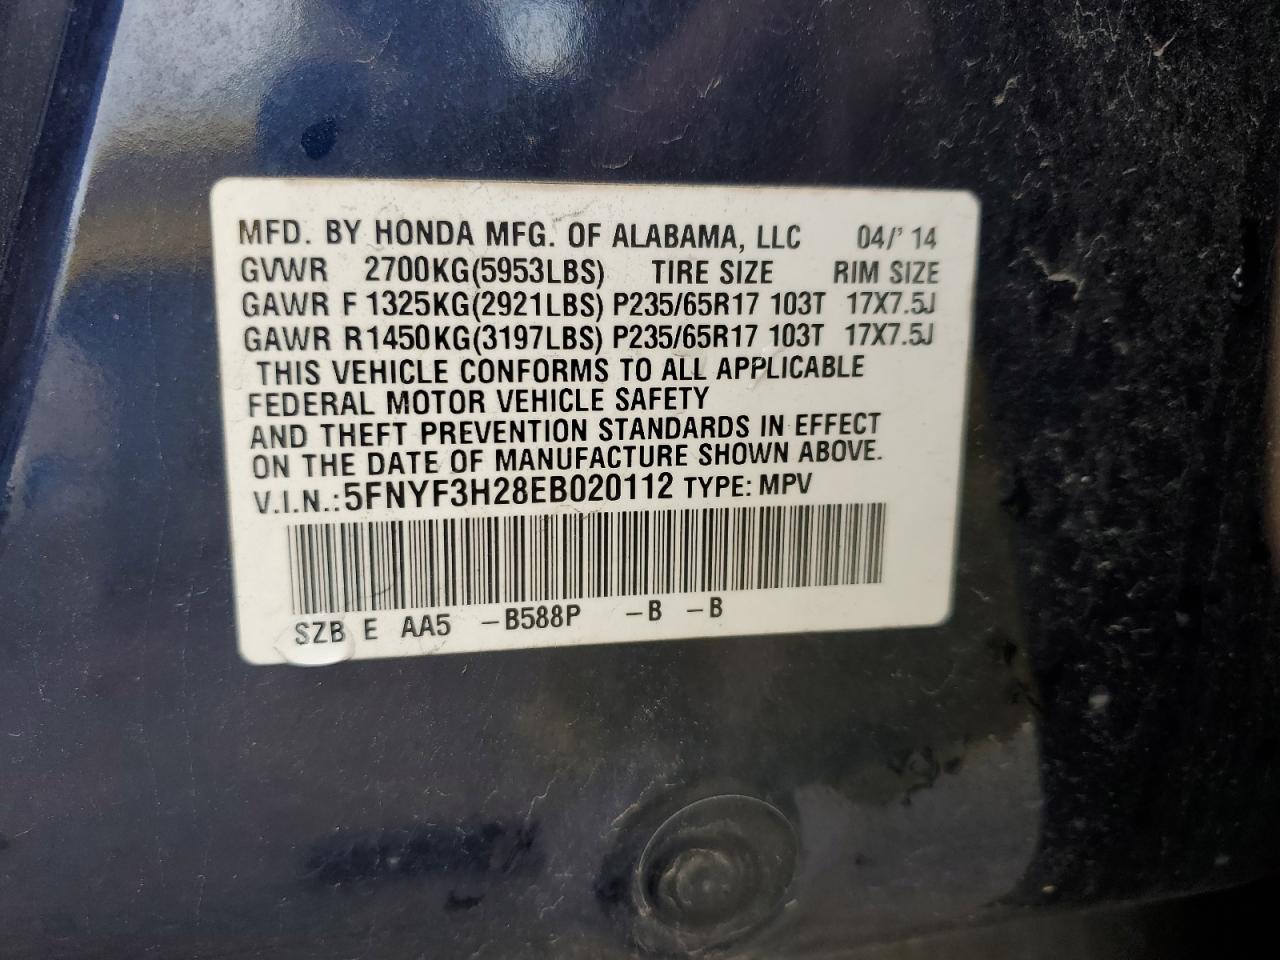 MFD. BY HONDA MFG. OF ALABAMA, LLC 04/'14
GVWR 2700KG(5953LBS) TIRE SIZE RIM SIZE
GAWR F 1325KG(2921LBS) P235/65R17 103T 17X7.5J
GAWR R 1450KG(3197LBS) P235/65R17 103T 17X7.5J
THIS VEHICLE CONFORMS TO ALL APPLICABLE
FEDERAL MOTOR VEHICLE SAFETY
AND THEFT PREVENTION STANDARDS IN EFFECT
ON THE DATE OF MANUFACTURE SHOWN ABOVE.
V.I.N.: 5FNYF3H28EB020112 TYPE: MPV
SZB E AA5 -B588P -B -B